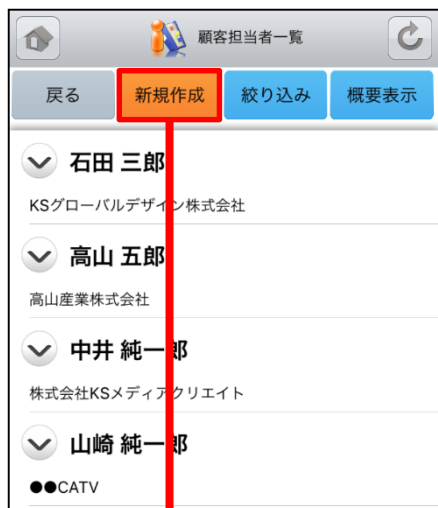 顧客担当者一覧
戻る
新規作成
絞り込み
概要表示
石田 三郎
KSグローバルデザイン株式会社
高山 五郎
高山産業株式会社
中井 純一郎
株式会社KSメディアクリエイト
山崎 純一郎
●●CATV